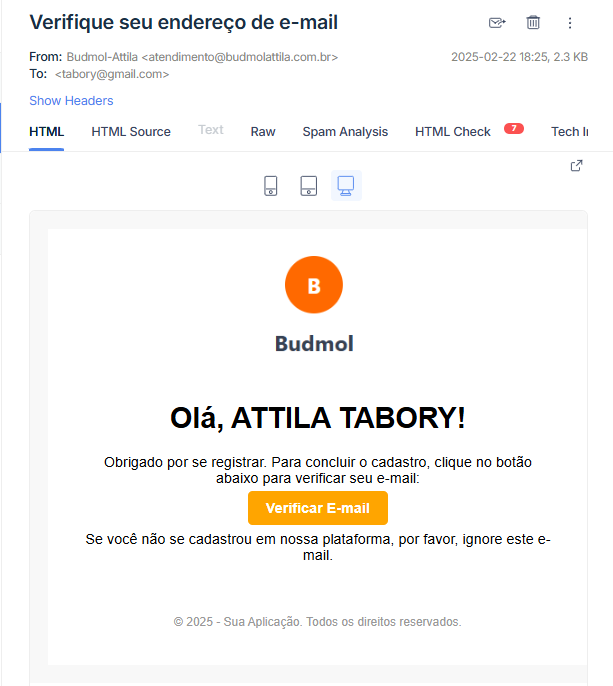 Verifique seu endereço de e-mail
From: Budmol-Attila <atendimento@budmolattila.com.br>
2025-02-22 18:25, 2.3 KB
To: <tabory@gmail.com>
Show Headers
HTML
HTML Source
Text
Raw
Spam Analysis
HTML Check
7
Tech In
B
Budmol
Olá, ATTILA TABORY!
Obrigado por se registrar. Para concluir o cadastro, clique no botão
abaixo para verificar seu e-mail:
Verificar E-mail
Se você não se cadastrou em nossa plataforma, por favor, ignore este e-
mail.
© 2025 - Sua Aplicação. Todos os direitos reservados.